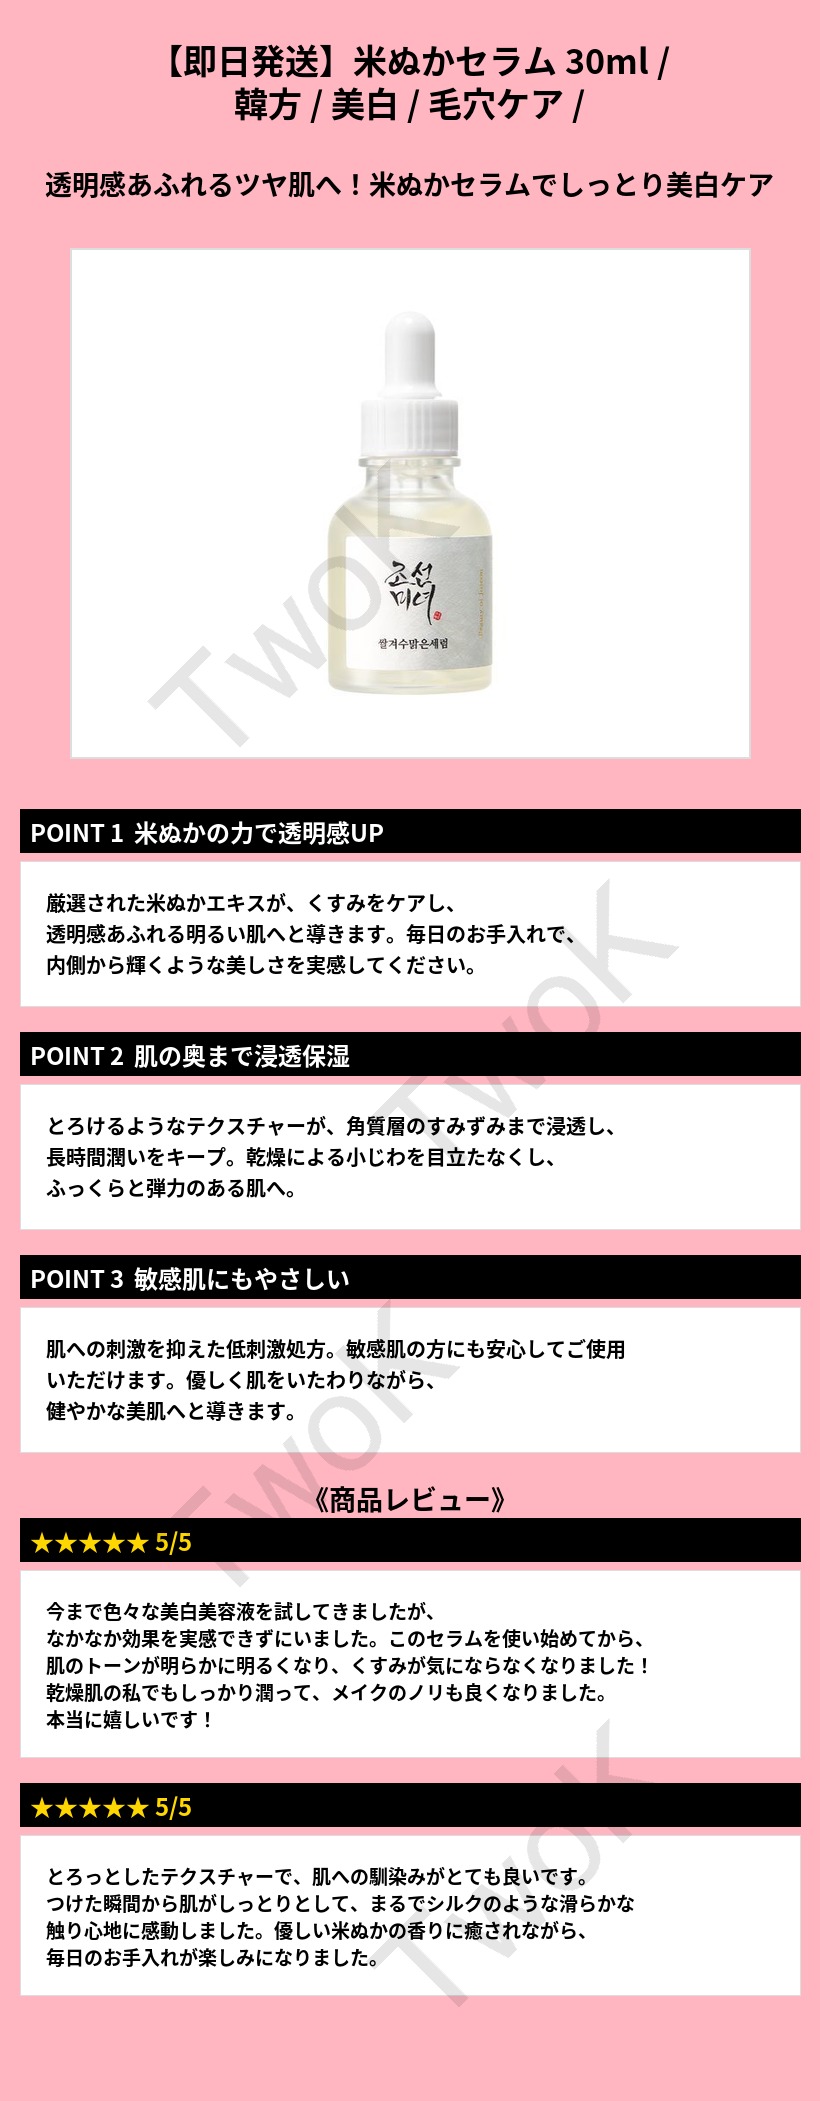 【即日発送】米ぬかセラム 30ml /
韓方 / 美白 / 毛穴ケア /
透明感あふれるツヤ肌へ！米ぬかセラムでしっとり美白ケア
조선
미녀
쌀겨수맑은세럼
Beauty of Joseon
TwoK
POINT 1 米ぬかの力で透明感UP
厳選された米ぬかエキスが、くすみをケアし、
透明感あふれる明るい肌へと導きます。毎日のお手入れで、
内側から輝くような美しさを実感してください。
TwoK
POINT 2 肌の奥まで浸透保湿
とろけるようなテクスチャーが、角質層のすみずみまで浸透し、
長時間潤いをキープ。乾燥による小じわを目立たなくし、
ふっくらと弾力のある肌へ。
POINT 3 敏感肌にもやさしい
肌への刺激を抑えた低刺激処方。敏感肌の方にも安心してご使用
いただけます。優しく肌をいたわりながら、
健やかな美肌へと導きます。
TwoK
《商品レビュー》
★★★★★ 5/5
今まで色々な美白美容液を試してきましたが、
なかなか効果を実感できずにいました。このセラムを使い始めてから、
肌のトーンが明らかに明るくなり、くすみが気にならなくなりました！
乾燥肌の私でもしっかり潤って、メイクのノリも良くなりました。
本当に嬉しいです！
★★★★★ 5/5
とろっとしたテクスチャーで、肌への馴染みがとても良いです。
つけた瞬間から肌がしっとりとして、まるでシルクのような滑らかな
触り心地に感動しました。優しい米ぬかの香りに癒されながら、
毎日のお手入れが楽しみになりました。
TwoK